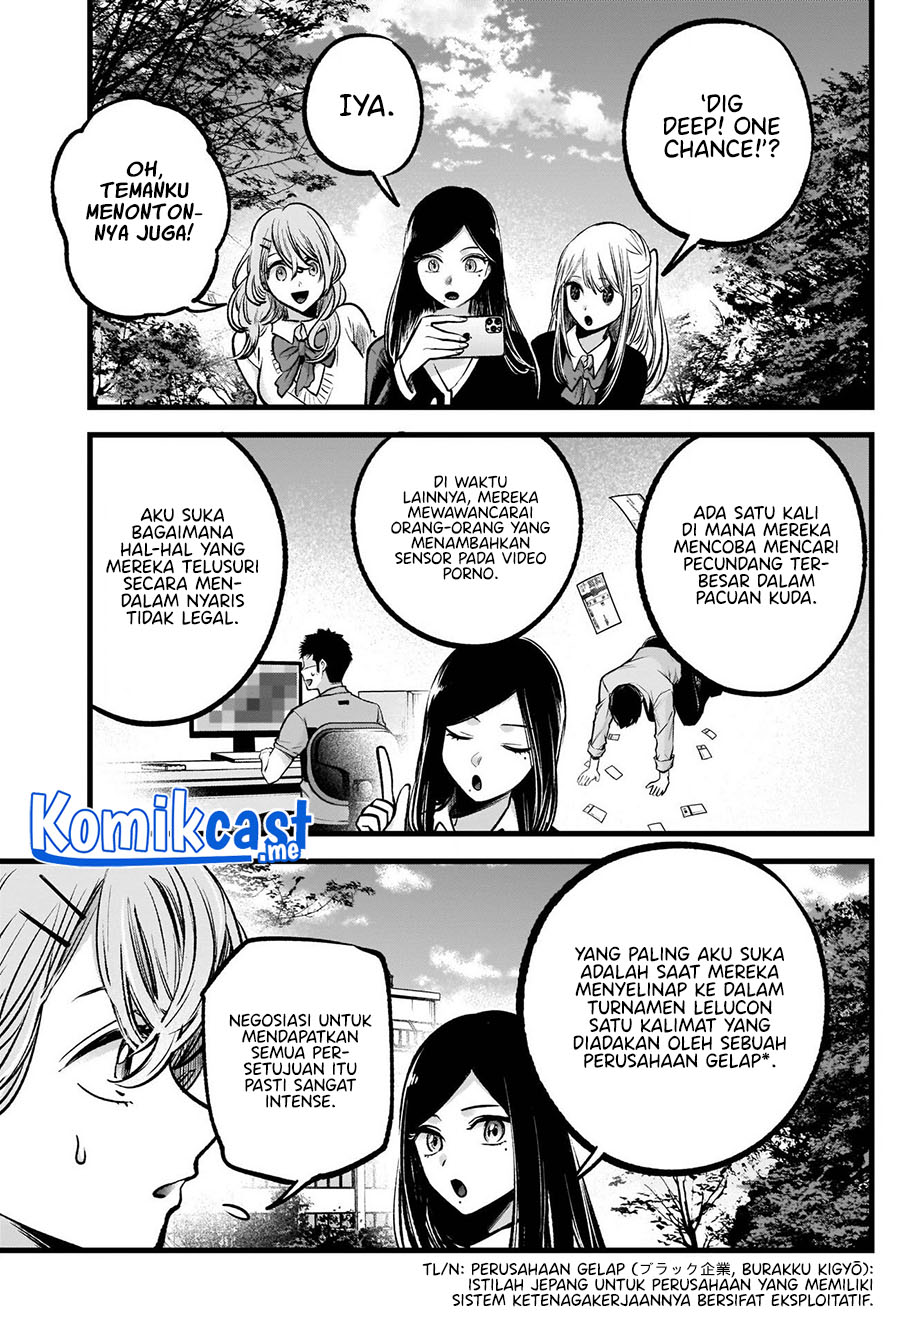 'DIG
DEEP! ONE
CHANCE!'?
IYA.
OH,
TEMANKU
MENONTON-
NYA JUGA!
ADA SATU KALI
DI MANA MEREKA
MENCOBA MENCARI
PECUNDANG TER-
BESAR DALAM
PACUAN KUDA.
DI WAKTU
LAINNYA, MEREKA
MEWAWANCARAI
ORANG-ORANG YANG
MENAMBAHKAN
SENSOR PADA VIDEO
PORNO.
AKU SUKA
BAGAIMANA
HAL-HAL YANG
MEREKA TELUSURI
SECARA MEN-
DALAM NYARIS
TIDAK LEGAL.
Komikcast
.me
YANG PALING AKU SUKA
ADALAH SAAT MEREKA
MENYELINAP KE DALAM
TURNAMEN LELUCON
SATU KALIMAT YANG
DIADAKAN OLEH SEBUAH
PERUSAHAAN GELAP*.
NEGOSIASI UNTUK
MENDAPATKAN
SEMUA PER-
SETUJUAN ITU
PASTI SANGAT
INTENSE.
TL/N: PERUSAHAAN GELAP (ブラック企業, BURAKKU KIGYŌ):
ISTILAH JEPANG UNTUK PERUSAHAAN YANG MEMILIKI
SISTEM KETENAGAKERJAANNYA BERSIFAT EKSPLOITATIF.